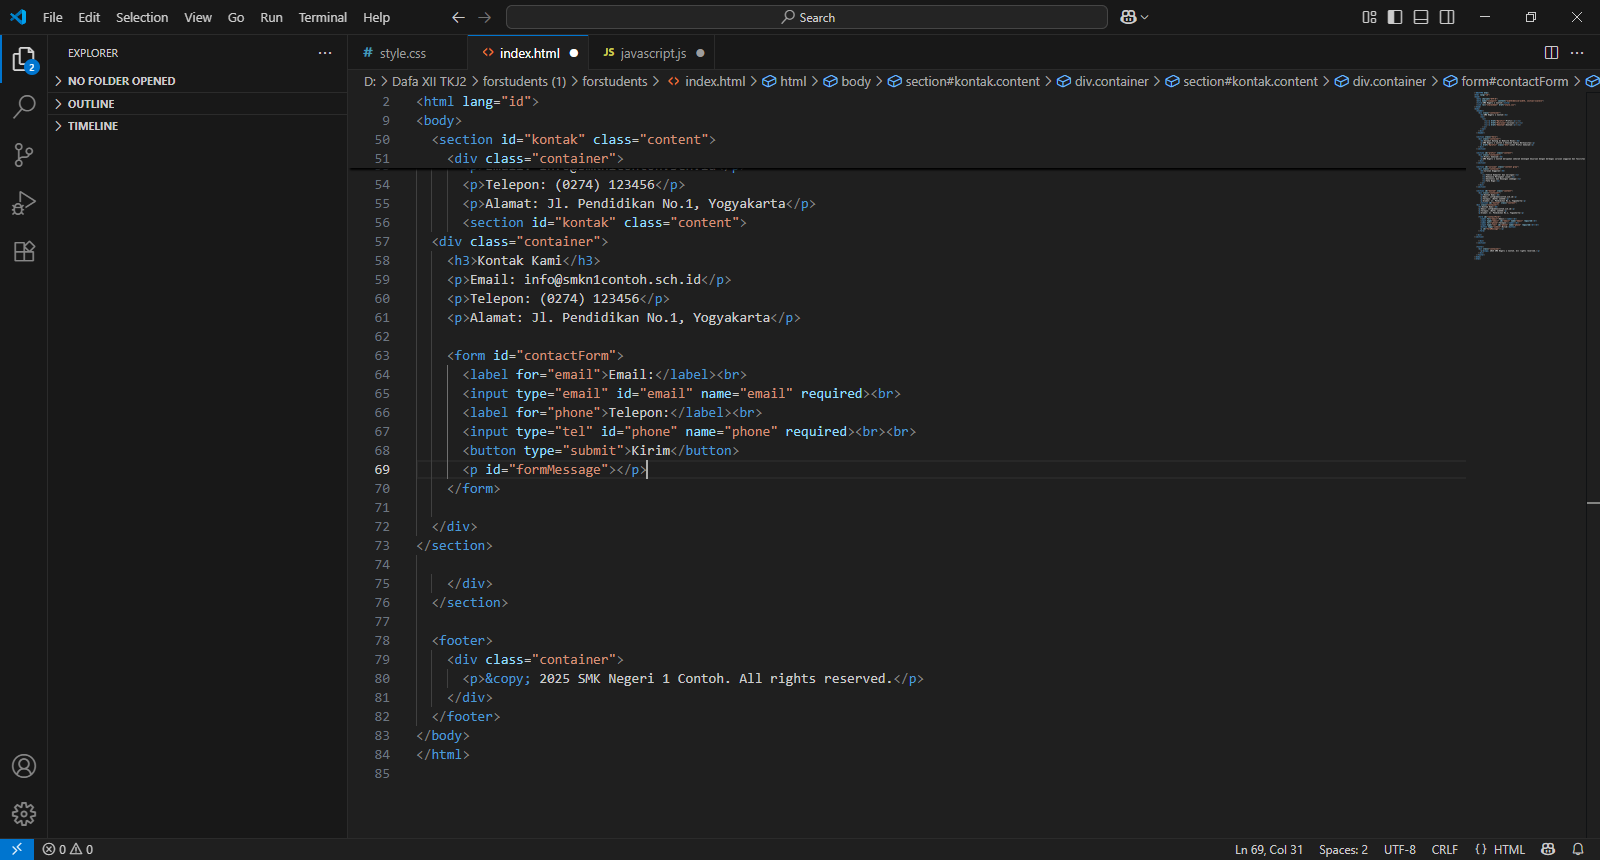 File Edit Selection View Go Run Terminal Help Search
EXPLORER
2
NO FOLDER OPENED
OUTLINE
TIMELINE
# style.css <> index.html JS javascript.js
D: > Dafa XII TKJ2 > forstudents (1) > forstudents > <> index.html > html > body > section#kontak.content > div.container > section#kontak.content > div.container > form#contactForm >
2 <html lang="id">
9 <body>
50 <section id="kontak" class="content">
51 <div class="container">
54 <p>Telepon: (0274) 123456</p>
55 <p>Alamat: Jl. Pendidikan No.1, Yogyakarta</p>
56 <section id="kontak" class="content">
57 <div class="container">
58 <h3>Kontak Kami</h3>
59 <p>Email: info@smkn1contoh.sch.id</p>
60 <p>Telepon: (0274) 123456</p>
61 <p>Alamat: Jl. Pendidikan No.1, Yogyakarta</p>
62
63 <form id="contactForm">
64 <label for="email">Email:</label><br>
65 <input type="email" id="email" name="email" required><br>
66 <label for="phone">Telepon:</label><br>
67 <input type="tel" id="phone" name="phone" required><br><br>
68 <button type="submit">Kirim</button>
69 <p id="formMessage"></p>
70 </form>
71
72 </div>
73 </section>
74
75 </div>
76 </section>
77
78 <footer>
79 <div class="container">
80 <p>&copy; 2025 SMK Negeri 1 Contoh. All rights reserved.</p>
81 </div>
82 </footer>
83 </body>
84 </html>
85
0 0 Ln 69, Col 31 Spaces: 2 UTF-8 CRLF {} HTML